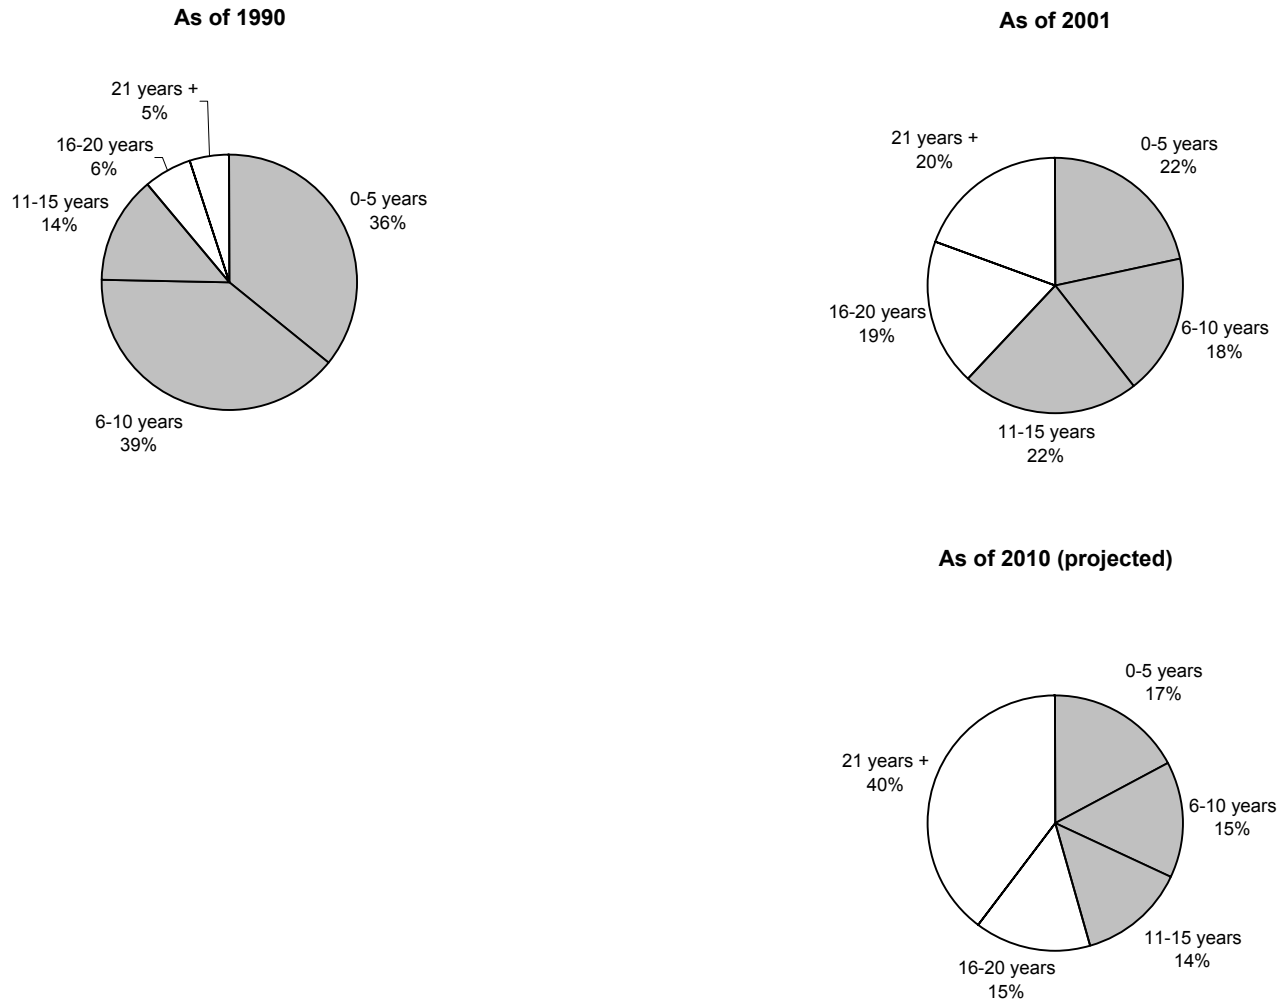 As of 1990
21 years +
5%
16-20 years
6%
11-15 years
14%
0-5 years
36%
6-10 years
39%
As of 2001
21 years +
20%
0-5 years
22%
16-20 years
19%
6-10 years
18%
11-15 years
22%
As of 2010 (projected)
0-5 years
17%
21 years +
40%
6-10 years
15%
11-15 years
14%
16-20 years
15%